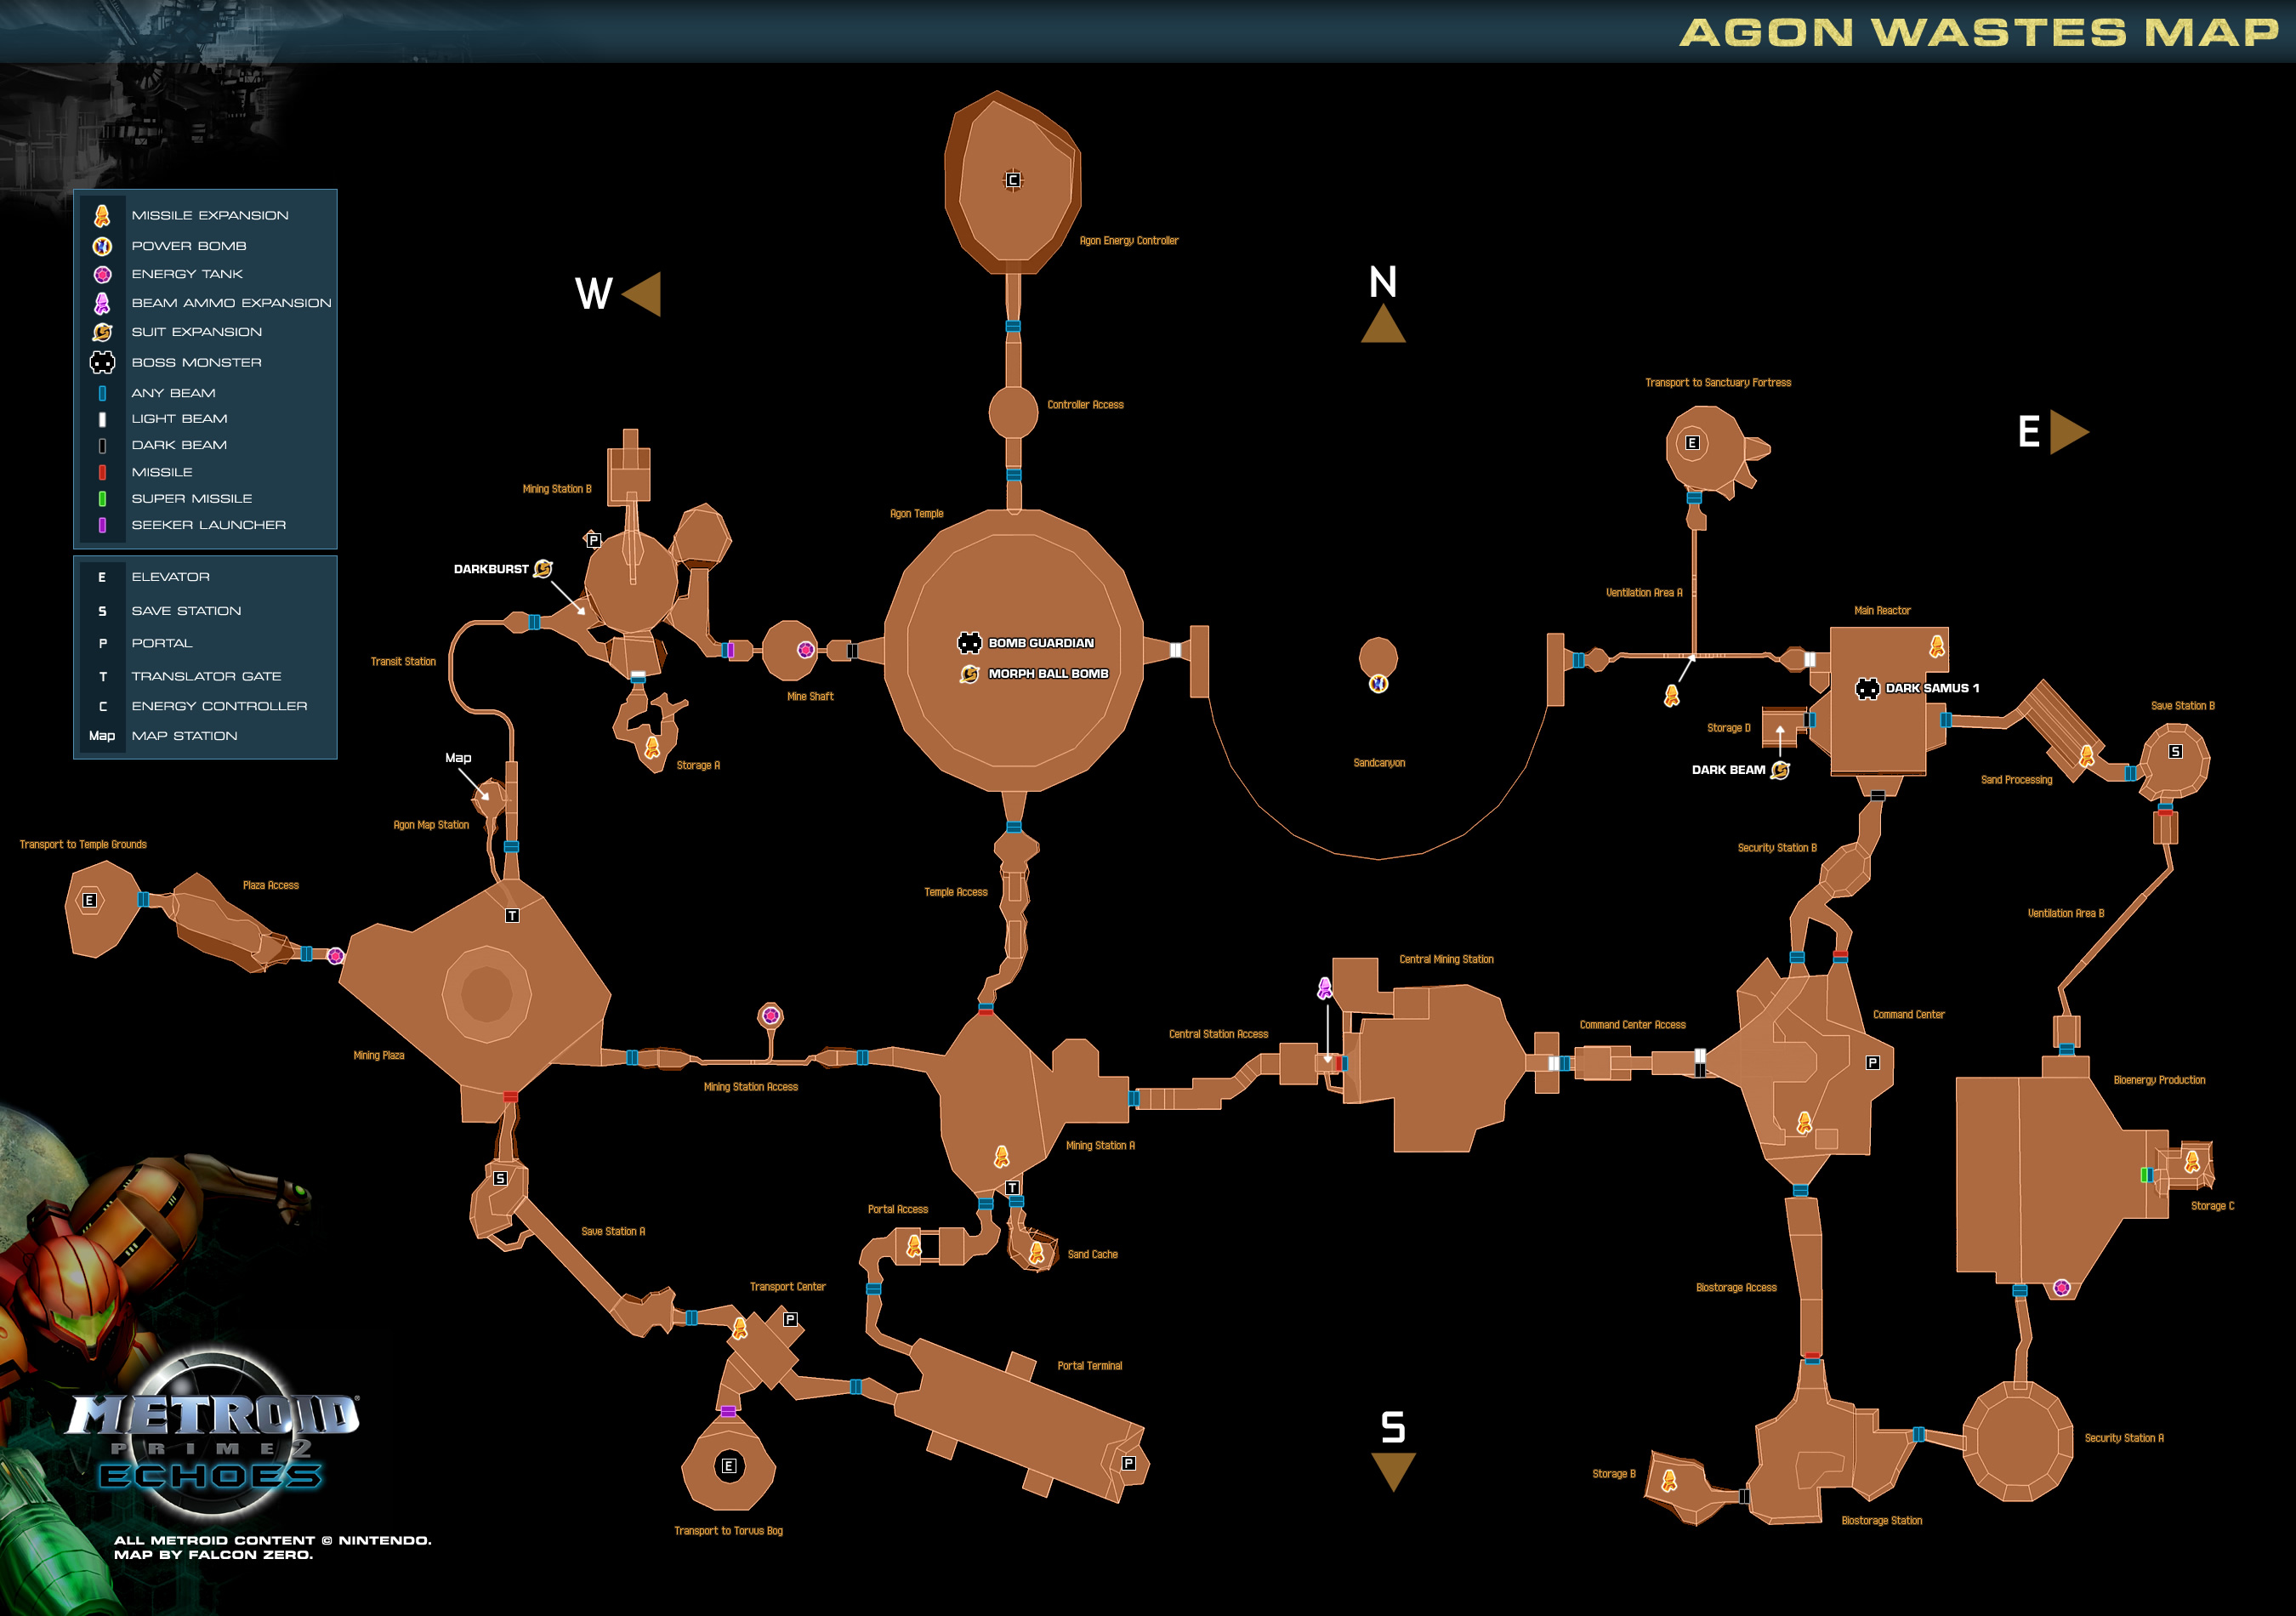 AGON WASTES MAP
MISSILE EXPANSION
POWER BOMB
ENERGY TANK
BEAM AMMO EXPANSION
SUIT EXPANSION
BOSS MONSTER
ANY BEAM
LIGHT BEAM
DARK BEAM
MISSILE
SUPER MISSILE
SEEKER LAUNCHER
E ELEVATOR
S SAVE STATION
P PORTAL
T TRANSLATOR GATE
C ENERGY CONTROLLER
Map MAP STATION
C
Agon Energy Controller
W
N
E
Controller Access
Transport to Sanctuary Fortress
E
Mining Station B
Agon Temple
P
DARKBURST
Ventilation Area A
Main Reactor
Transit Station
BOMB GUARDIAN
MORPH BALL BOMB
Mine Shaft
DARK SAMUS 1
Save Station B
Storage D
S
Storage A
Sandcanyon
DARK BEAM
Sand Processing
Map
Agon Map Station
Transport to Temple Grounds
Security Station B
Plaza Access
Temple Access
E
T
Ventilation Area B
Central Mining Station
Command Center
Central Station Access
Command Center Access
Mining Plaza
P
Mining Station Access
Bioenergy Production
Mining Station A
S
T
Portal Access
Storage C
Save Station A
Sand Cache
Transport Center
Biostorage Access
P
Portal Terminal
S
Security Station A
E
P
Storage B
Biostorage Station
Transport to Torvus Bog
METROID®
PRIME 2
ECHOES
ALL METROID CONTENT © NINTENDO.
MAP BY FALCON ZERO.